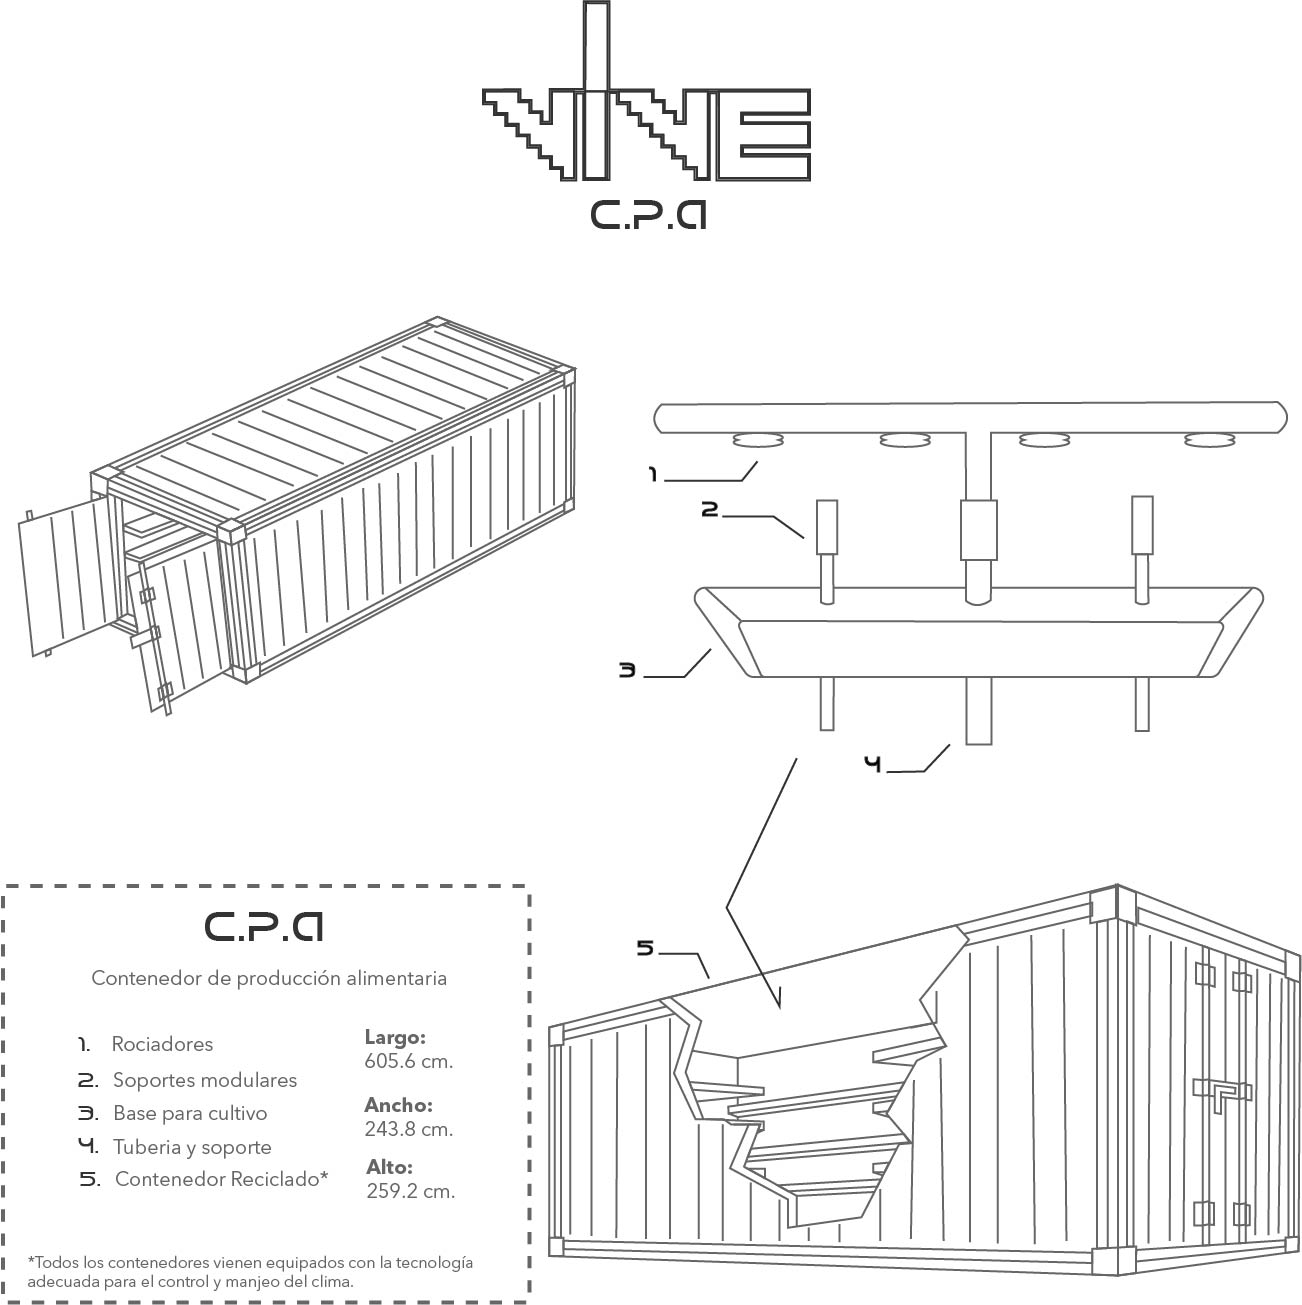 VINE
C.P.A
1
2
3
4
5
C.P.A
Contenedor de producción alimentaria
1. Rociadores
2. Soportes modulares
3. Base para cultivo
4. Tuberia y soporte
5. Contenedor Reciclado*
Largo:
605.6 cm.
Ancho:
243.8 cm.
Alto:
259.2 cm.
*Todos los contenedores vienen equipados con la tecnología
adecuada para el control y manjeo del clima.